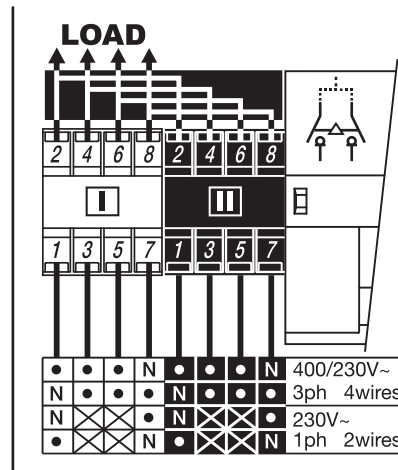 LOAD
2 4 6 8 2 4 6 8
I II
1 3 5 7 1 3 5 7
N N 400/230V~
N N 3ph 4wires
N N 230V~
N N 1ph 2wires